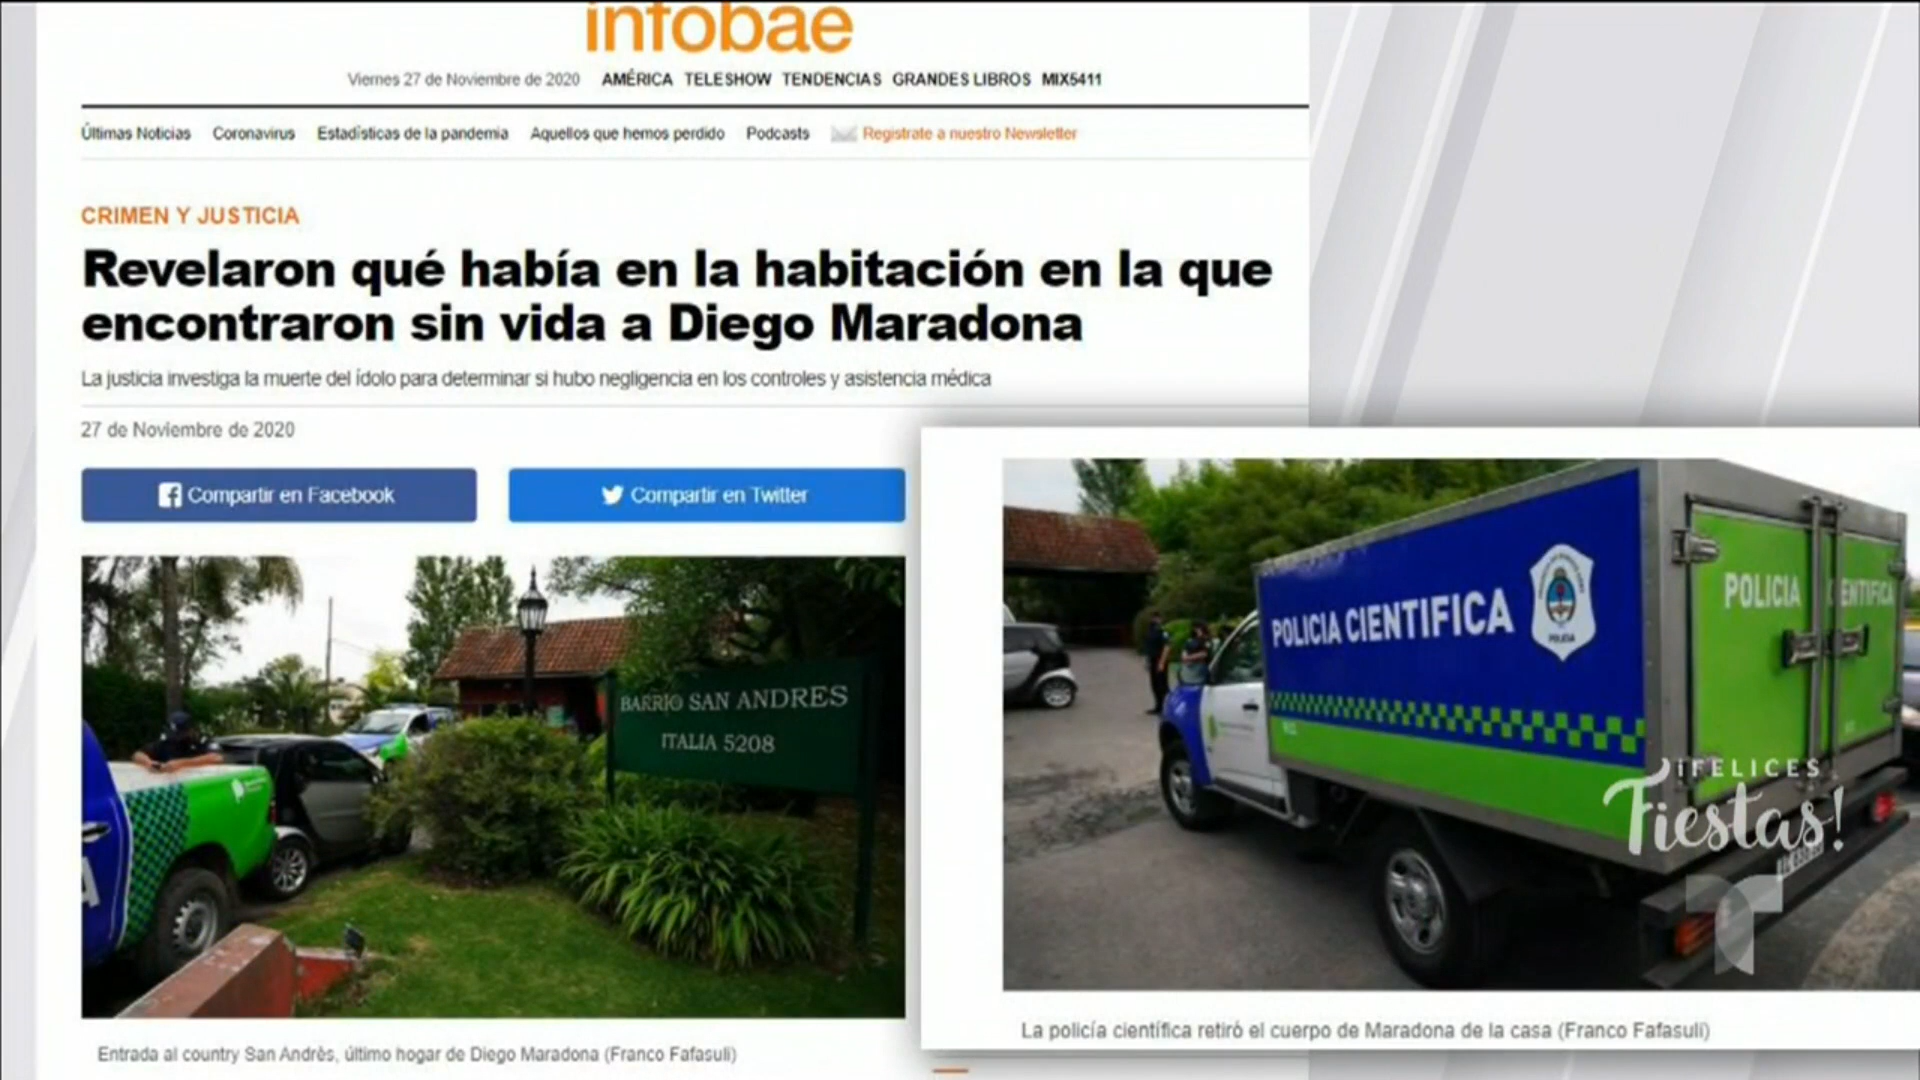 infobae
Viernes 27 de Noviembre de 2020 AMÉRICA TELESHOW TENDENCIAS GRANDES LIBROS MIX5411
Últimas Noticias Coronavirus Estadísticas de la pandemia Aquellos que hemos perdido Podcasts Registrate a nuestro Newsletter
CRIMEN Y JUSTICIA
Revelaron qué había en la habitación en la que
encontraron sin vida a Diego Maradona
La justicia investiga la muerte del ídolo para determinar si hubo negligencia en los controles y asistencia médica
27 de Noviembre de 2020
Compartir en Facebook
Compartir en Twitter
BARRIO SAN ANDRES
ITALIA 5208
Entrada al country San Andrès, último hogar de Diego Maradona (Franco Fafasuli)
POLICIA CIENTIFICA
POLICIA
POLICIA ENTIFICA
¡FELICES
Fiestas!
La policía científica retiró el cuerpo de Maradona de la casa (Franco Fafasuli)